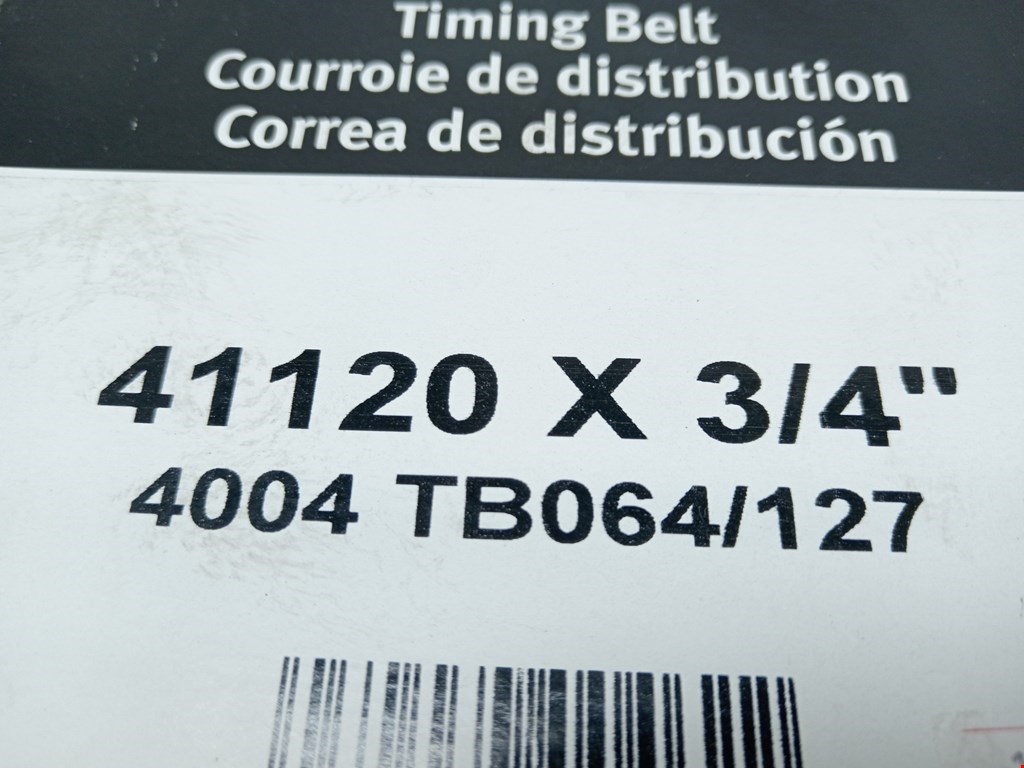 Timing Belt
Courroie de distribution
Correa de distribución
41120 X 3/4"
4004 TB064/127